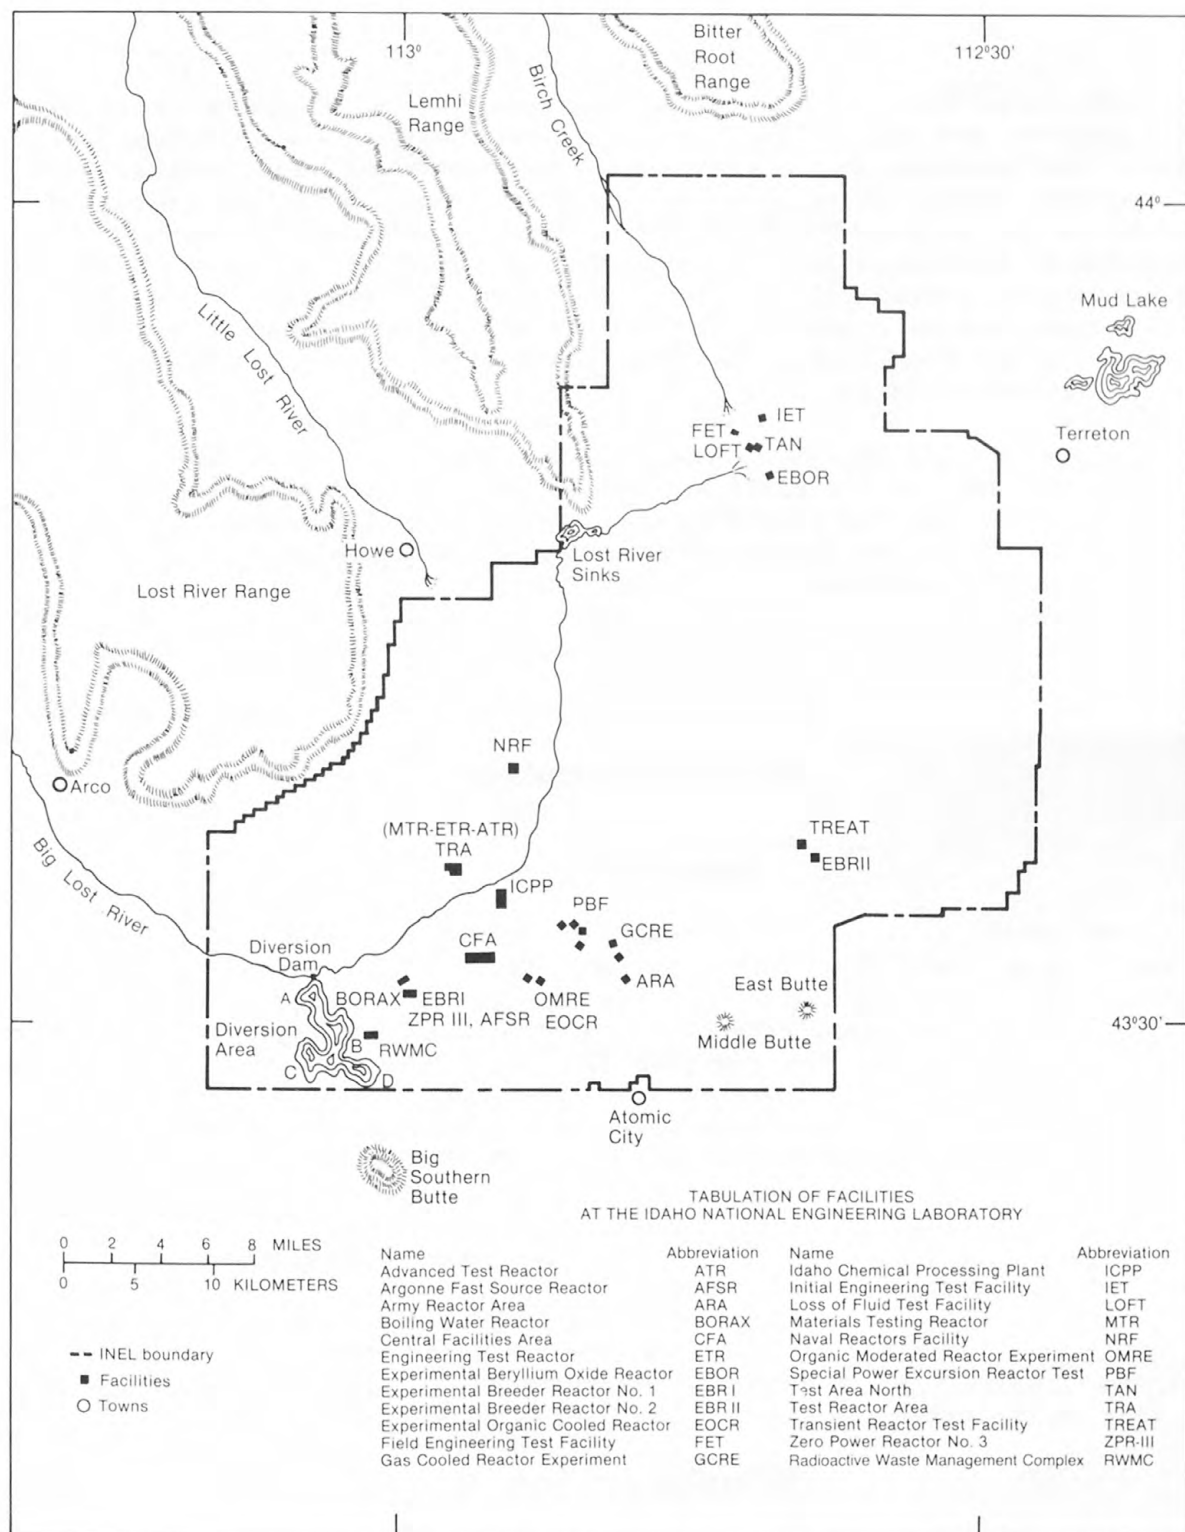 113°
112°30'
Bitter
Root
Range
Lemhi
Range
Birch Creek
44°
Mud Lake
Little Lost River
IET
FET
LOFT
TAN
Terreton
EBOR
Howe
Lost River
Sinks
Lost River Range
NRF
Arco
(MTR-ETR-ATR)
TRA
TREAT
EBRII
Big Lost River
ICPP
PBF
GCRE
CFA
Diversion
Dam
A
BORAX
EBRI
ZPR III, AFSR
OMRE
EOCR
ARA
East Butte
Middle Butte
43°30'
Diversion
Area
B
RWMC
C
D
Atomic
City
Big
Southern
Butte
TABULATION OF FACILITIES
AT THE IDAHO NATIONAL ENGINEERING LABORATORY
0 2 4 6 8 MILES
0 5 10 KILOMETERS
INEL boundary
Facilities
Towns
Name Abbreviation Name Abbreviation
Advanced Test Reactor ATR Idaho Chemical Processing Plant ICPP
Argonne Fast Source Reactor AFSR Initial Engineering Test Facility IET
Army Reactor Area ARA Loss of Fluid Test Facility LOFT
Boiling Water Reactor BORAX Materials Testing Reactor MTR
Central Facilities Area CFA Naval Reactors Facility NRF
Engineering Test Reactor ETR Organic Moderated Reactor Experiment OMRE
Experimental Beryllium Oxide Reactor EBOR Special Power Excursion Reactor Test PBF
Experimental Breeder Reactor No. 1 EBR I Test Area North TAN
Experimental Breeder Reactor No. 2 EBR II Test Reactor Area TRA
Experimental Organic Cooled Reactor EOCR Transient Reactor Test Facility TREAT
Field Engineering Test Facility FET Zero Power Reactor No. 3 ZPR-III
Gas Cooled Reactor Experiment GCRE Radioactive Waste Management Complex RWMC